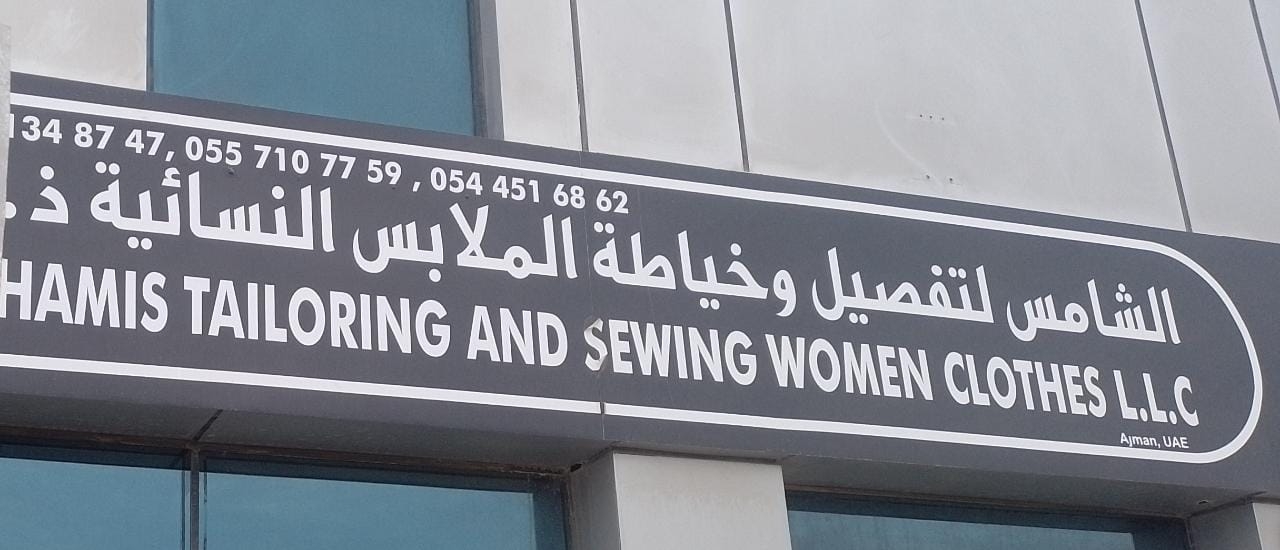 134 87 47, 055 710 77 59 , 054 451 68 62
الشامس لتفصيل وخياطة الملابس النسائية ذ
HAMIS TAILORING AND SEWING WOMEN CLOTHES L.L.C
Ajman, UAE